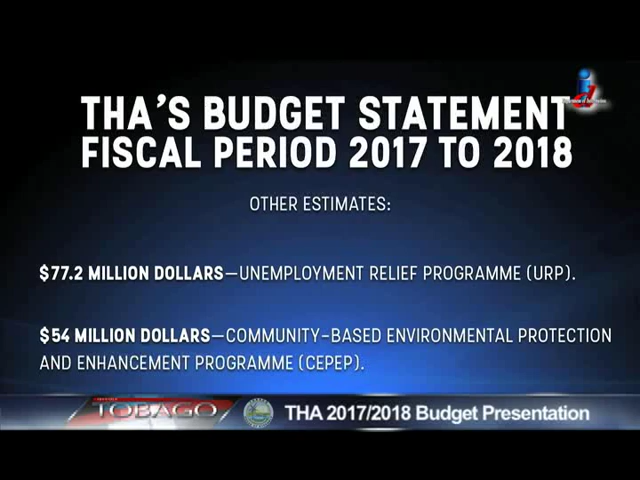 THA'S BUDGET STATEMENT
FISCAL PERIOD 2017 TO 2018
OTHER ESTIMATES:
$77.2 MILLION DOLLARS—UNEMPLOYMENT RELIEF PROGRAMME (URP).
$54 MILLION DOLLARS—COMMUNITY-BASED ENVIRONMENTAL PROTECTION
AND ENHANCEMENT PROGRAMME (CEPEP).
TOBAGO
THA 2017/2018 Budget Presentation